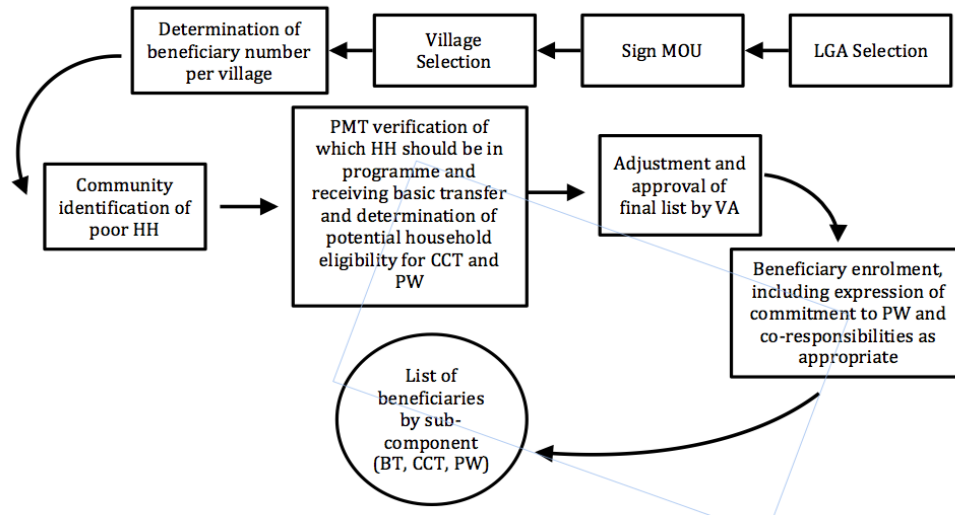 LGA Selection
Sign MOU
Village
Selection
Determination of
beneficiary number
per village
Community
identification of
poor HH
PMT verification of
which HH should be in
programme and
receiving basic transfer
and determination of
potential household
eligibility for CCT and
PW
Adjustment and
approval of
final list by VA
Beneficiary enrolment,
including expression of
commitment to PW and
co-responsibilities as
appropriate
List of
beneficiaries
by sub-
component
(BT, CCT, PW)